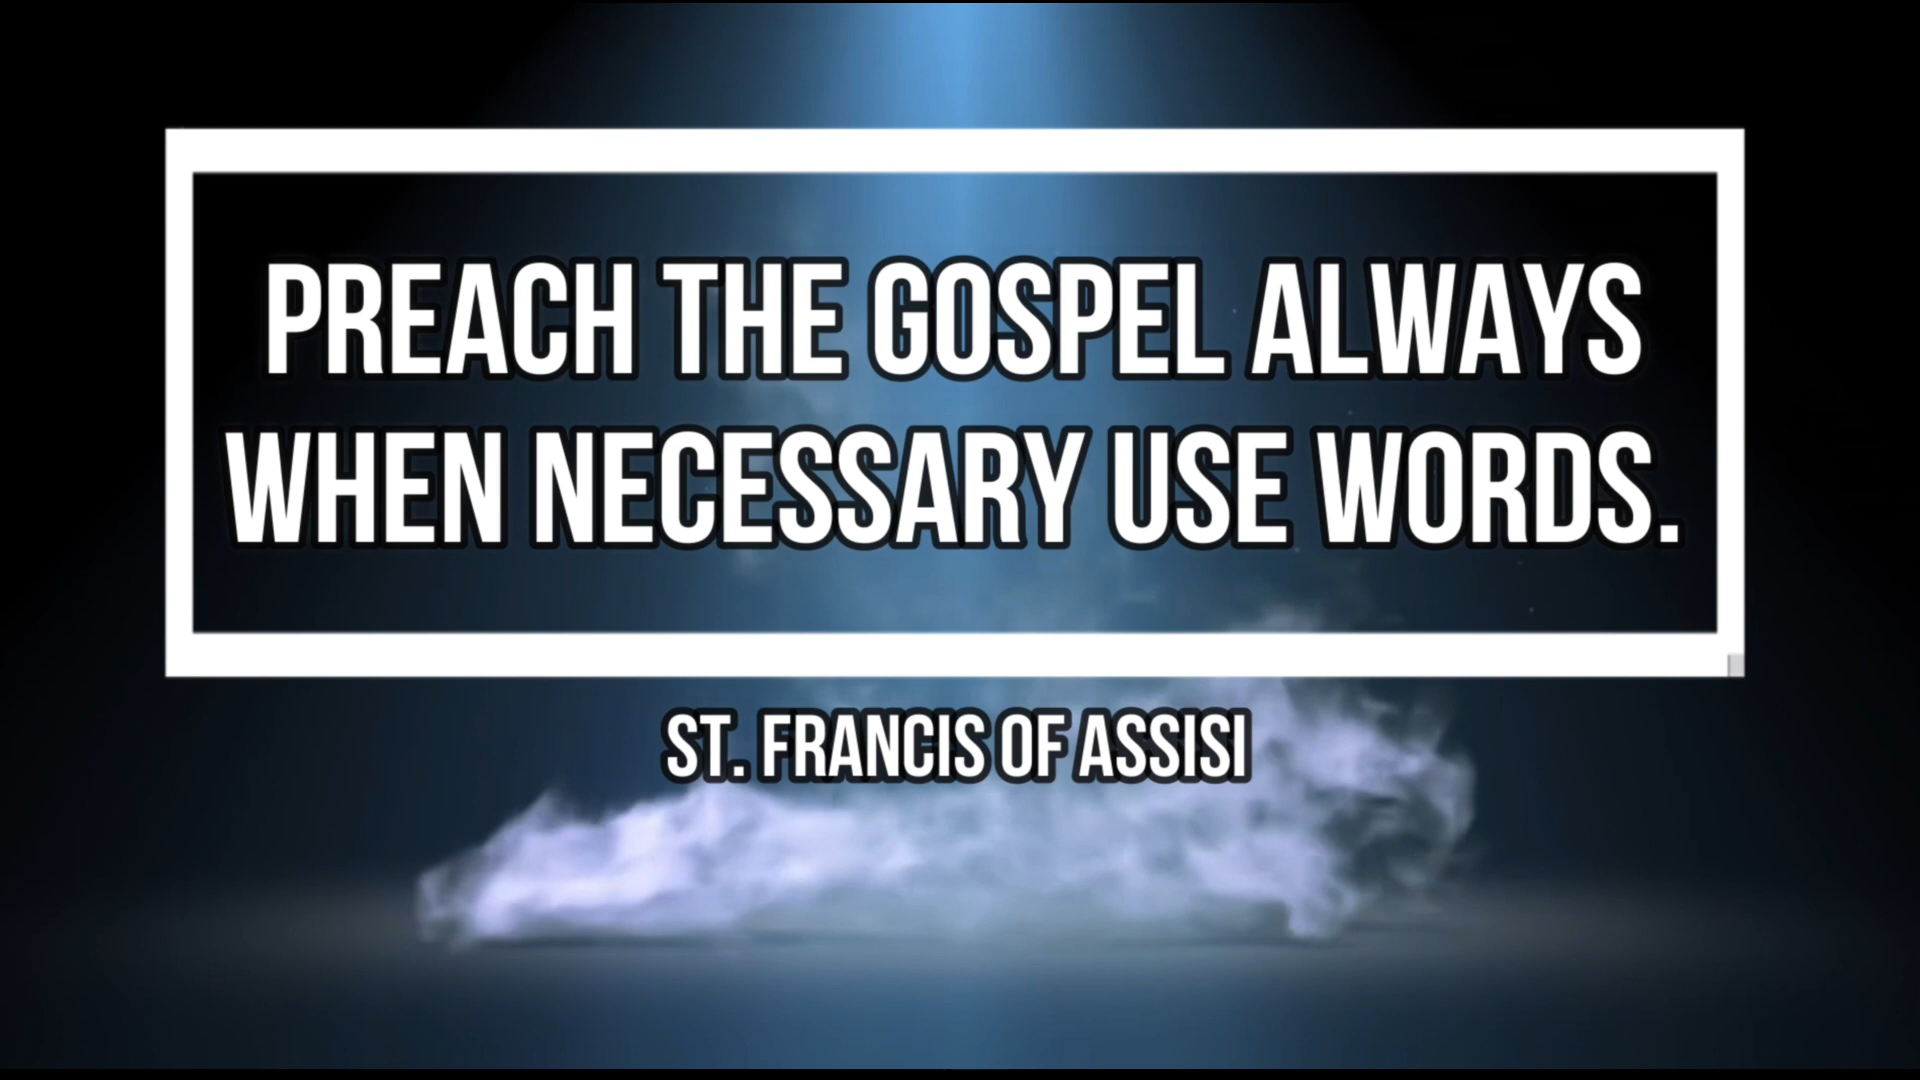 PREACH THE GOSPEL ALWAYS
WHEN NECESSARY USE WORDS.
ST. FRANCIS OF ASSISI